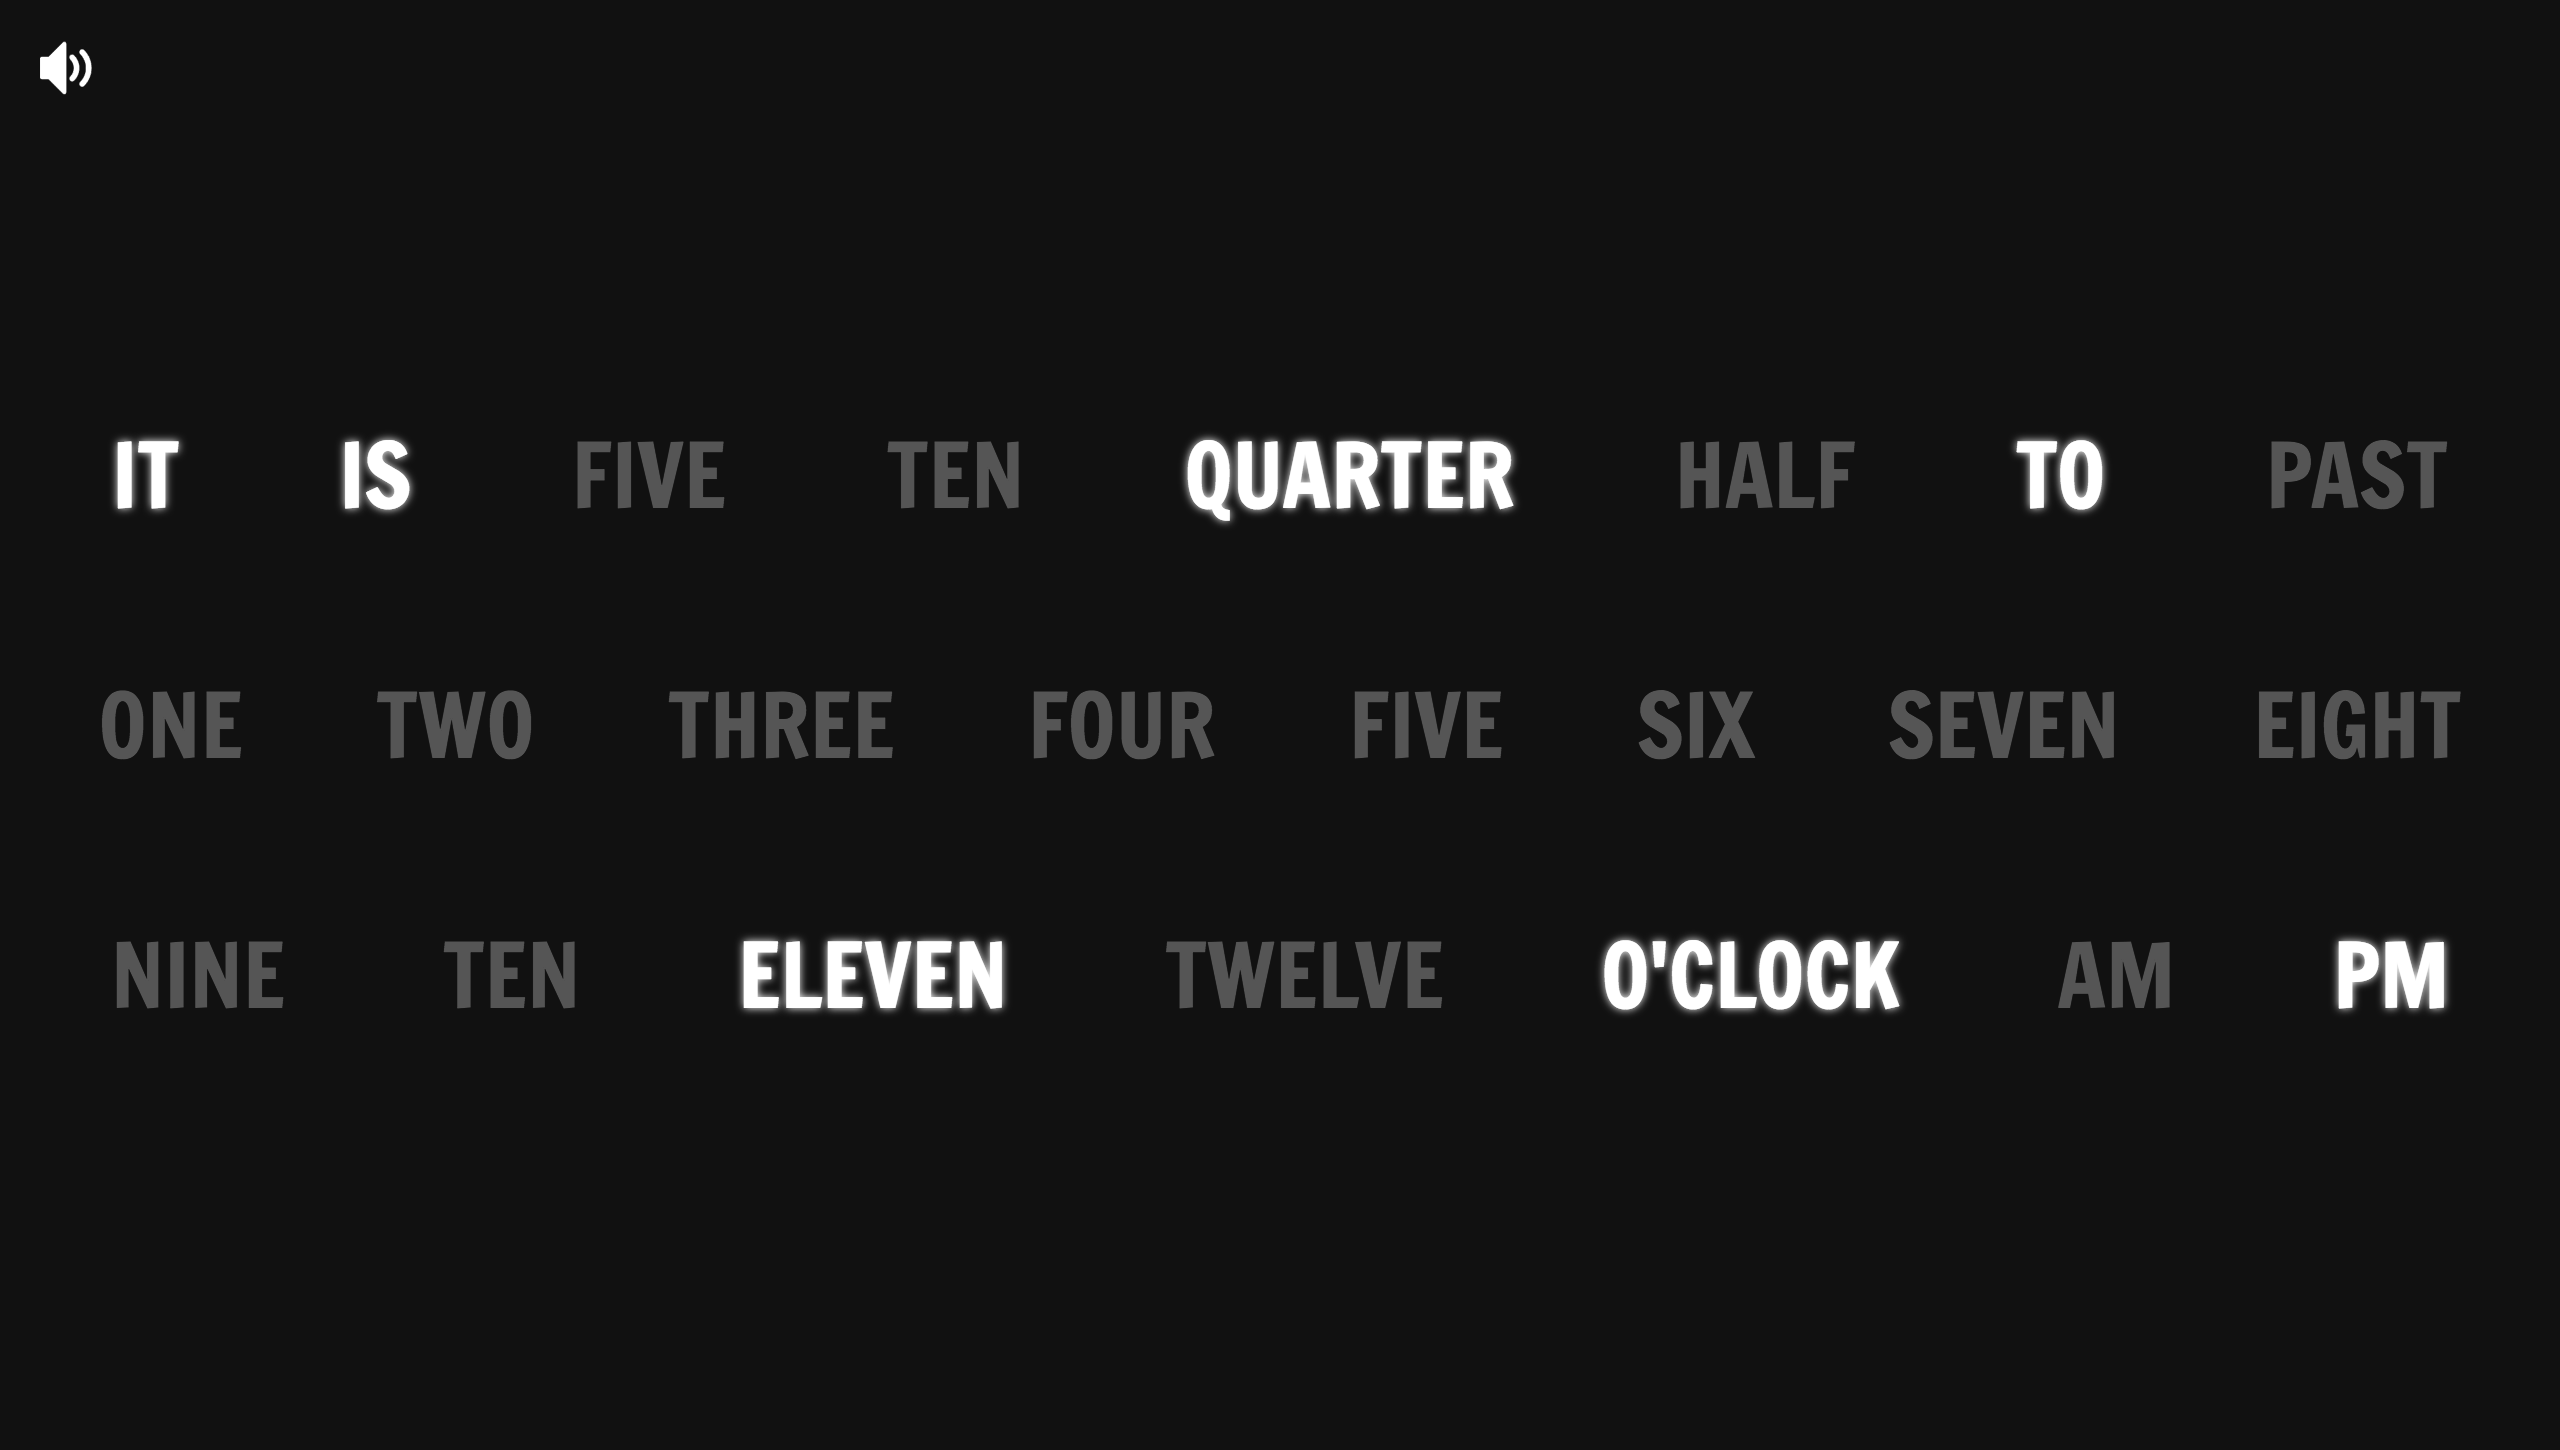 IT IS FIVE TEN QUARTER HALF TO PAST
ONE TWO THREE FOUR FIVE SIX SEVEN EIGHT
NINE TEN ELEVEN TWELVE O'CLOCK AM PM